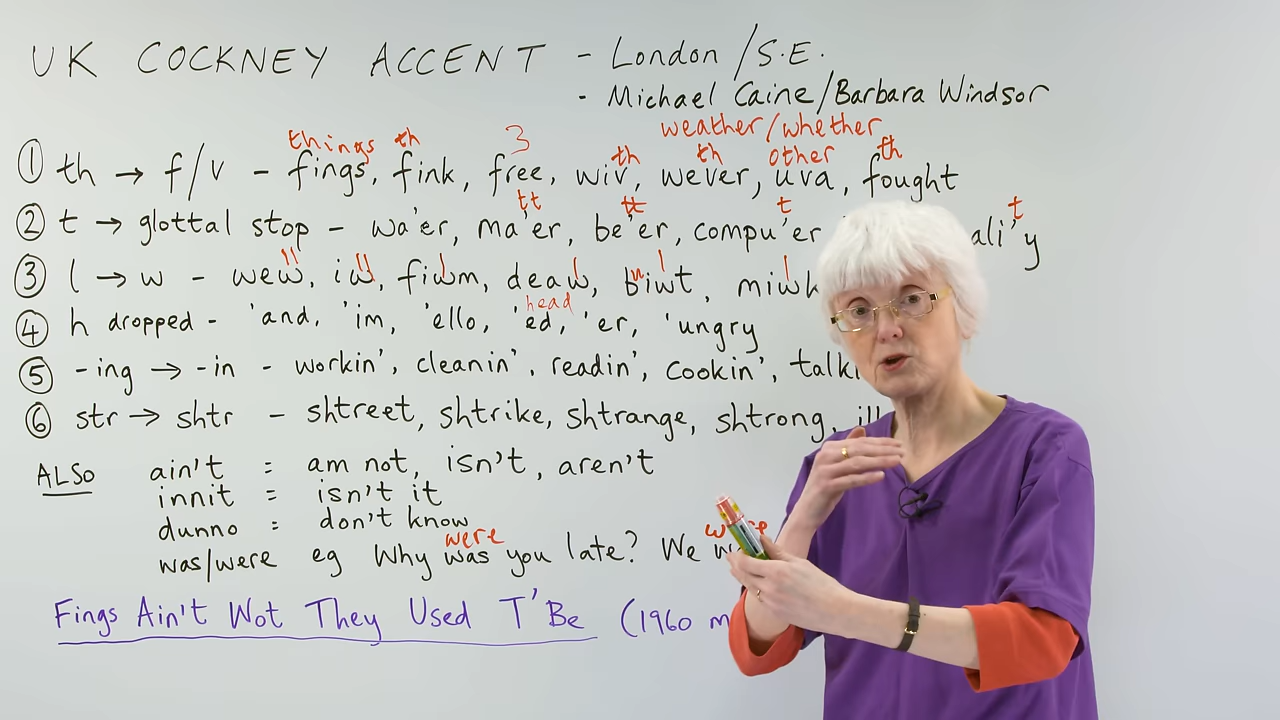 UK COCKNEY ACCENT - London/S.E.
- Michael Caine/Barbara Windsor
things th 3 th weather/whether th other th
① th → f/v - fings, fink, free, wiv, wever, uva, fought
tt tt t t
② t → glottal stop - wa'er, ma'er, be'er, compu'er ali'y
ll ll l l l l
③ l → w - wew, iw, fiwm, deaw, biwt, miwk
head
④ h dropped - 'and, 'im, 'ello, 'ed, 'er, 'ungry
⑤ -ing → -in - workin', cleanin', readin', cookin', talk
⑥ str → shtr - shtreet, shtrike, shtrange, shtrong, ill
ALSO ain't = am not, isn't, aren't
innit = isn't it
dunno = don't know
were
was/were eg Why was you late? We
Fings Ain't Wot They Used T'Be (1960